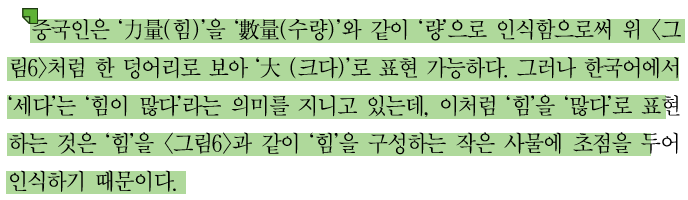 중국인은 ‘力量(힘)’을 ‘數量(수량)’와 같이 ‘량’으로 인식함으로써 위 〈그
림6〉처럼 한 덩어리로 보아 ‘大 (크다)’로 표현 가능하다. 그러나 한국어에서
‘세다’는 ‘힘이 많다’라는 의미를 지니고 있는데, 이처럼 ‘힘’을 ‘많다’로 표현
하는 것은 ‘힘’을 〈그림6〉과 같이 ‘힘’을 구성하는 작은 사물에 초점을 두어
인식하기 때문이다.